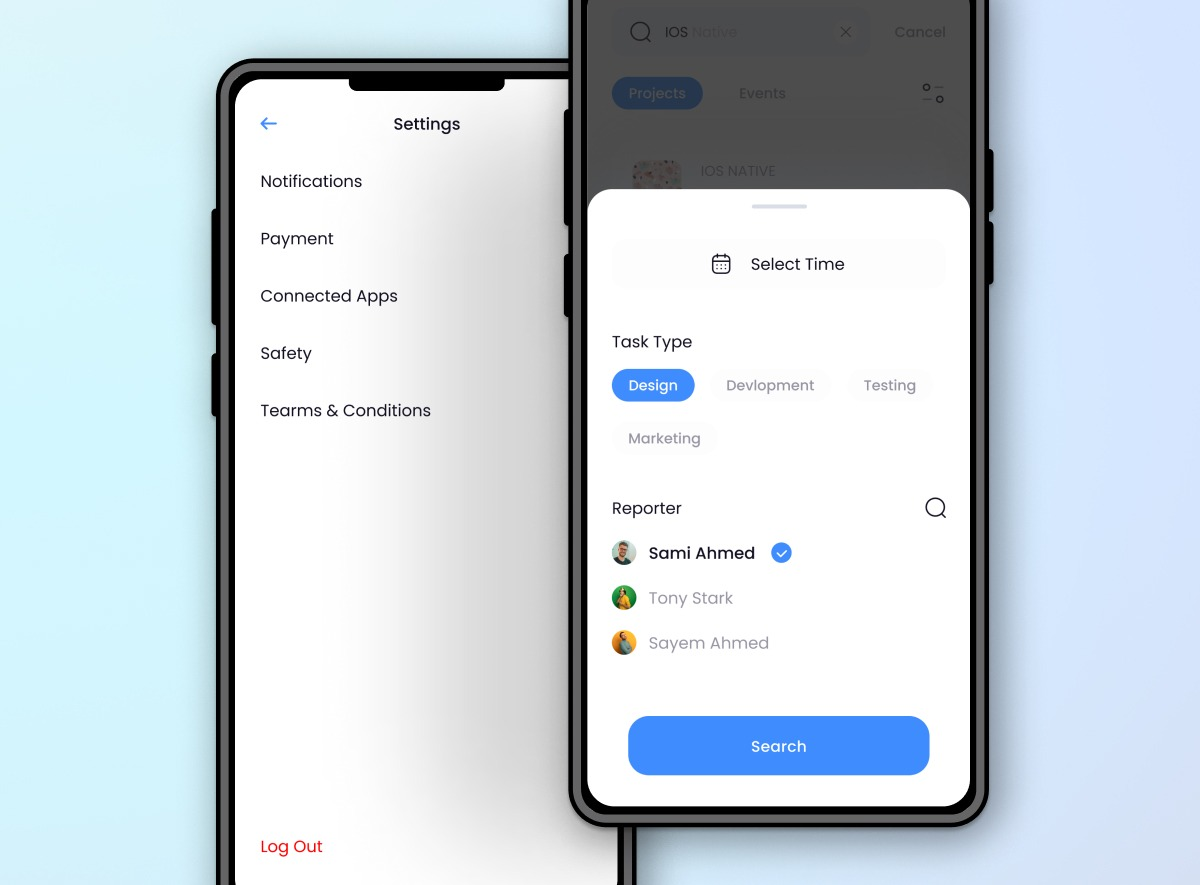 Settings
Notifications
Payment
Connected Apps
Safety
Tearms & Conditions
Log Out
IOS Native
Cancel
Projects
Events
IOS NATIVE
Select Time
Task Type
Design
Devlopment
Testing
Marketing
Reporter
Sami Ahmed
Tony Stark
Sayem Ahmed
Search